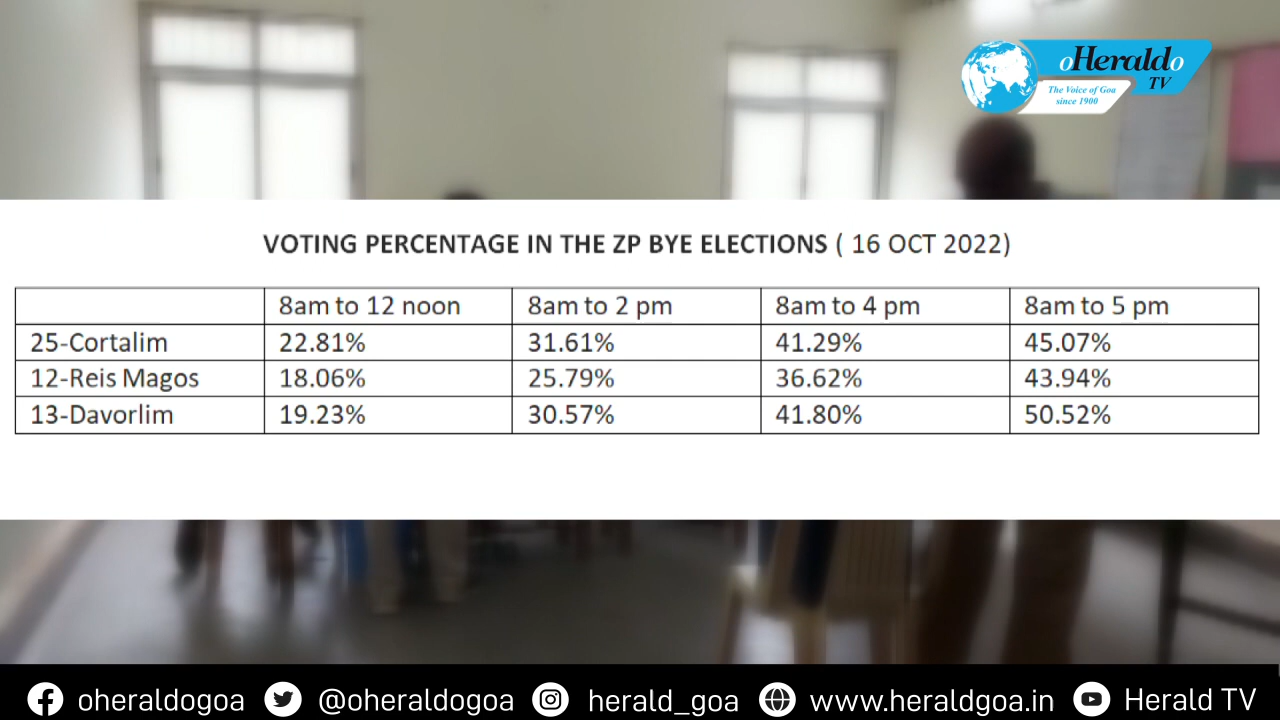 oHeraldo
TV
The Voice of Goa
since 1900
VOTING PERCENTAGE IN THE ZP BYE ELECTIONS ( 16 OCT 2022)
8am to 12 noon 8am to 2 pm 8am to 4 pm 8am to 5 pm
25-Cortalim 22.81% 31.61% 41.29% 45.07%
12-Reis Magos 18.06% 25.79% 36.62% 43.94%
13-Davorlim 19.23% 30.57% 41.80% 50.52%
oheraldogoa @oheraldogoa herald_goa www.heraldgoa.in Herald TV